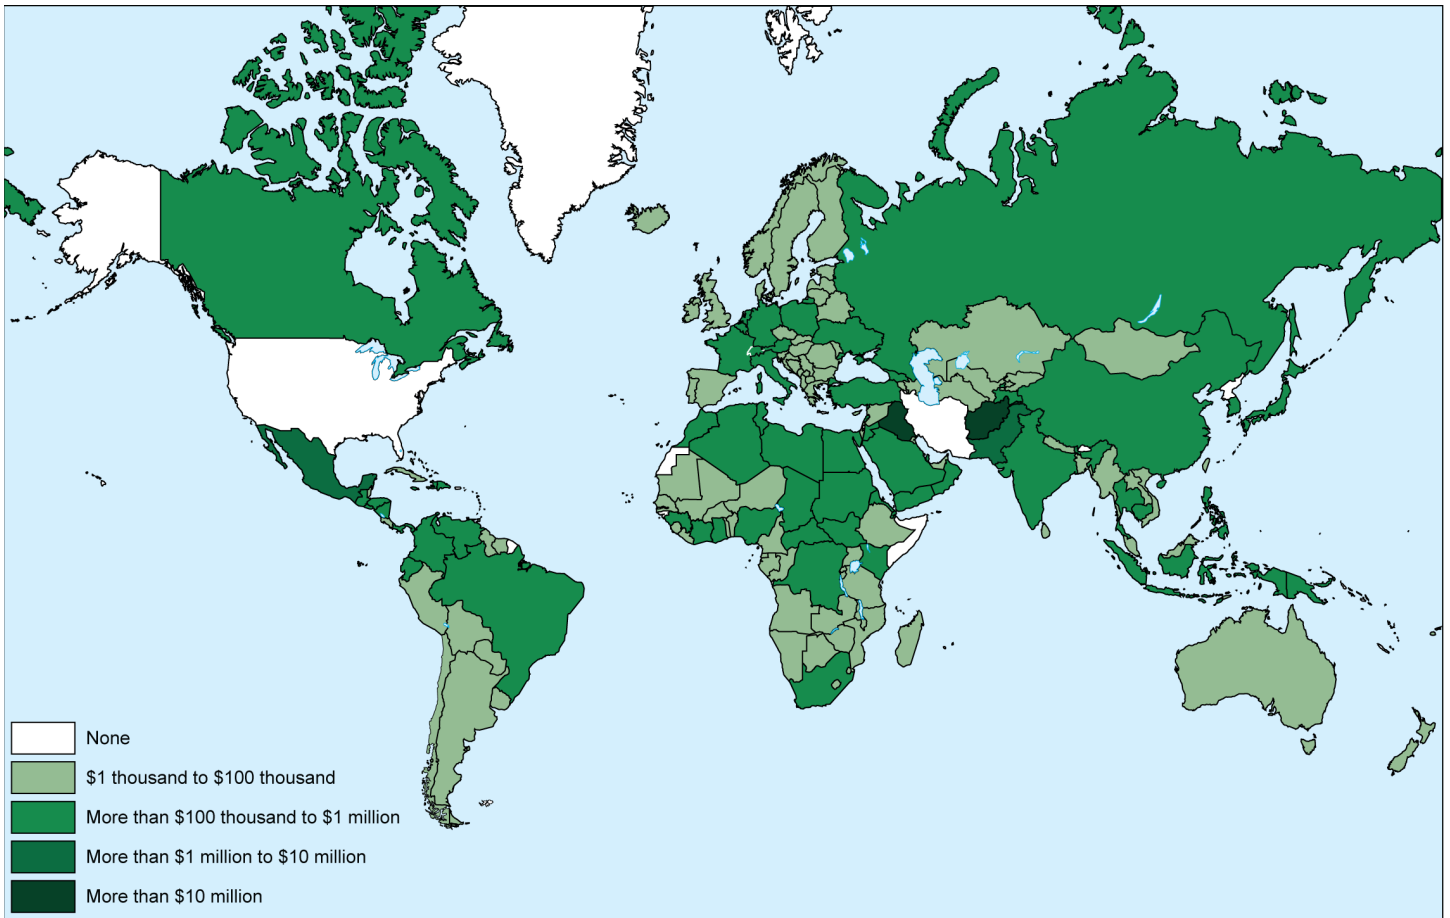 None
$1 thousand to $100 thousand
More than $100 thousand to $1 million
More than $1 million to $10 million
More than $10 million